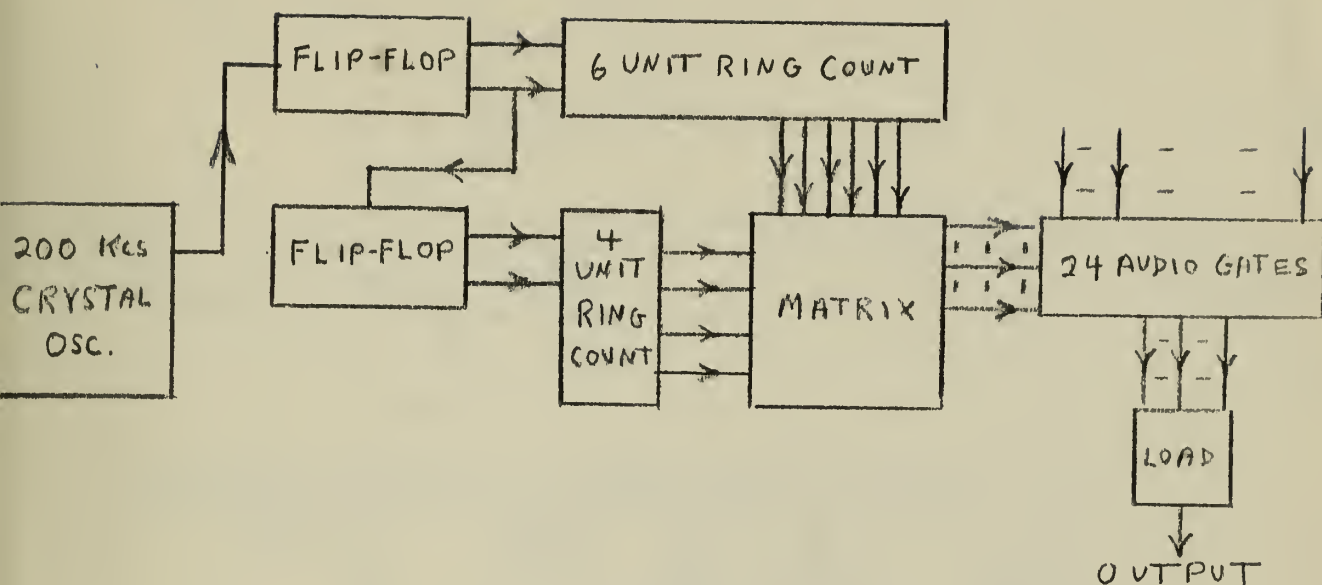 FLIP-FLOP
6 UNIT RING COUNT
200 Kcs
CRYSTAL
OSC.
FLIP-FLOP
4
UNIT
RING
COUNT
MATRIX
24 AUDIO GATES
LOAD
OUTPUT